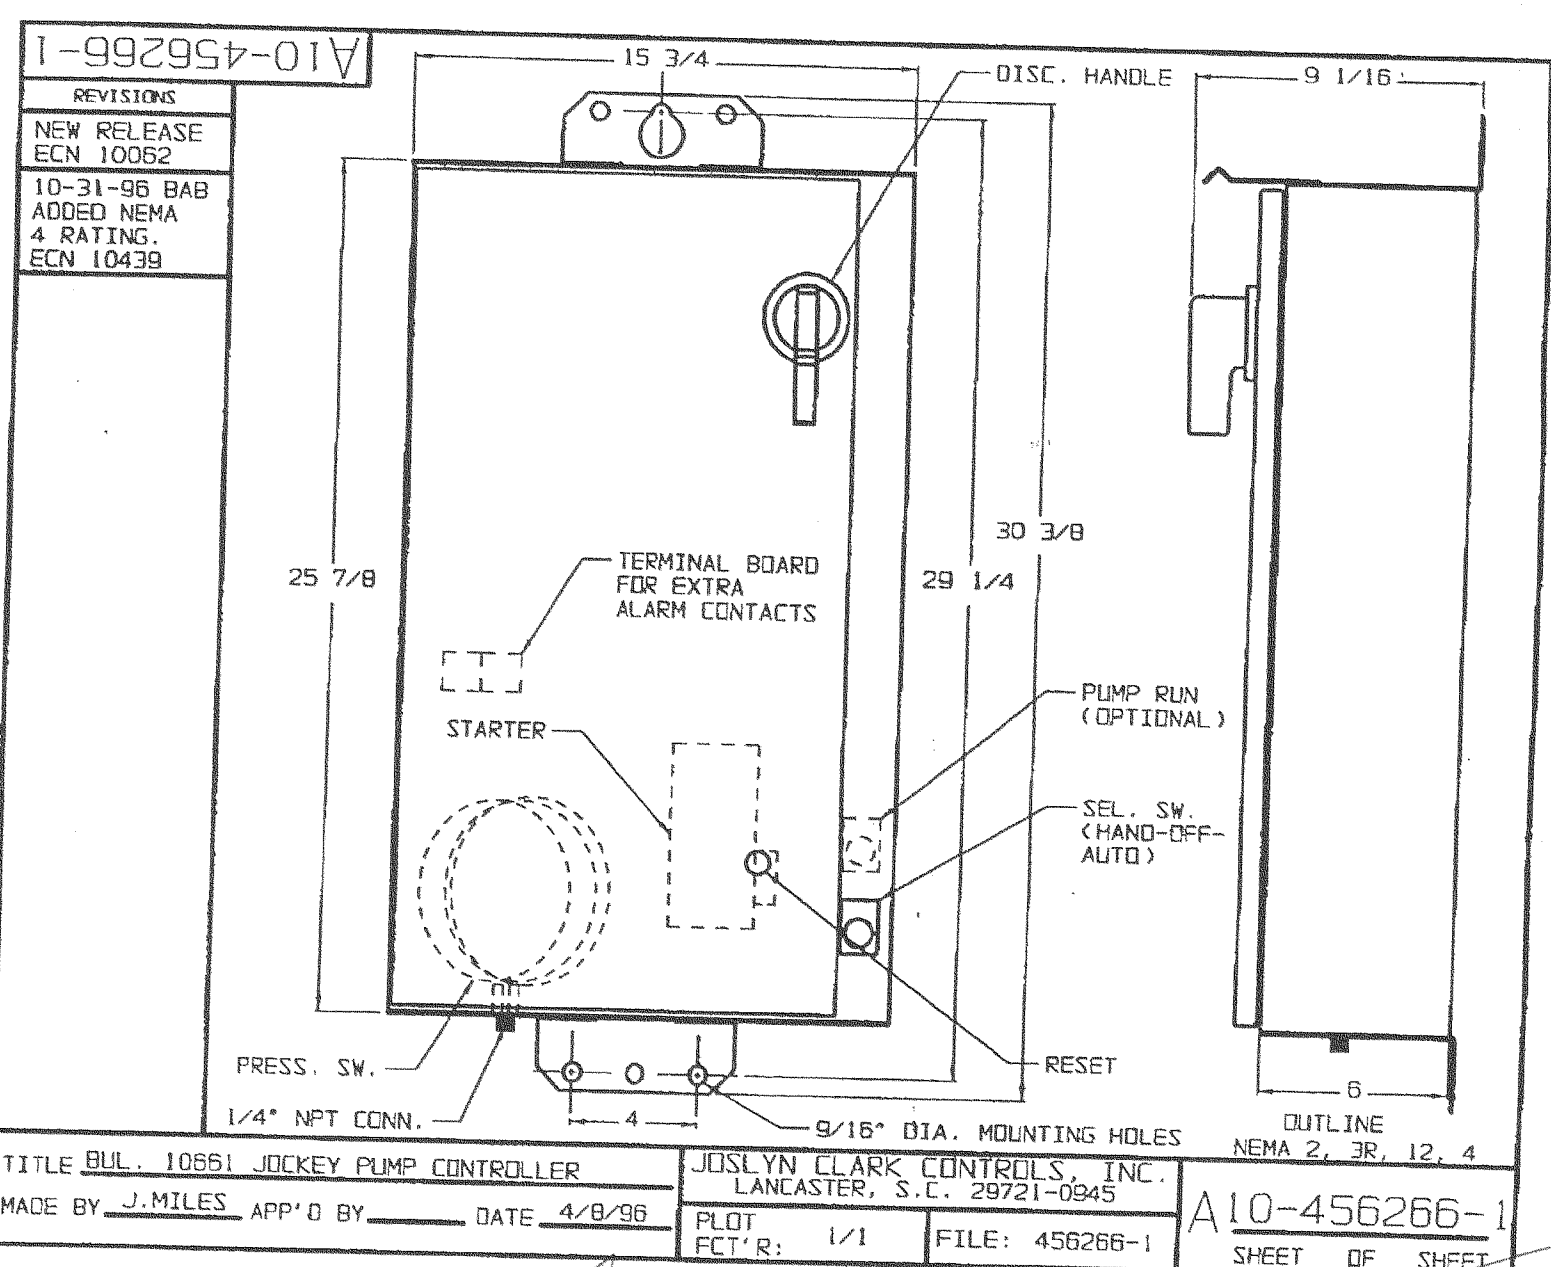 A10-456266-1
REVISIONS
NEW RELEASE
ECN 10062
10-31-96 BAB
ADDED NEMA
4 RATING.
ECN 10439
15 3/4
DISC. HANDLE
9 1/16
30 3/8
25 7/8
29 1/4
TERMINAL BOARD
FOR EXTRA
ALARM CONTACTS
STARTER
PUMP RUN
(OPTIONAL)
SEL. SW.
(HAND-OFF-
AUTO)
PRESS. SW.
RESET
1/4" NPT CONN.
4
9/16" DIA. MOUNTING HOLES
6
OUTLINE
NEMA 2, 3R, 12, 4
TITLE BUL. 10661 JOCKEY PUMP CONTROLLER
MADE BY J.MILES APP'D BY DATE 4/8/96
JOSLYN CLARK CONTROLS, INC.
LANCASTER, S.C. 29721-0945
PLOT
FCT'R: 1/1
FILE: 456266-1
A10-456266-1
SHEET OF SHEET